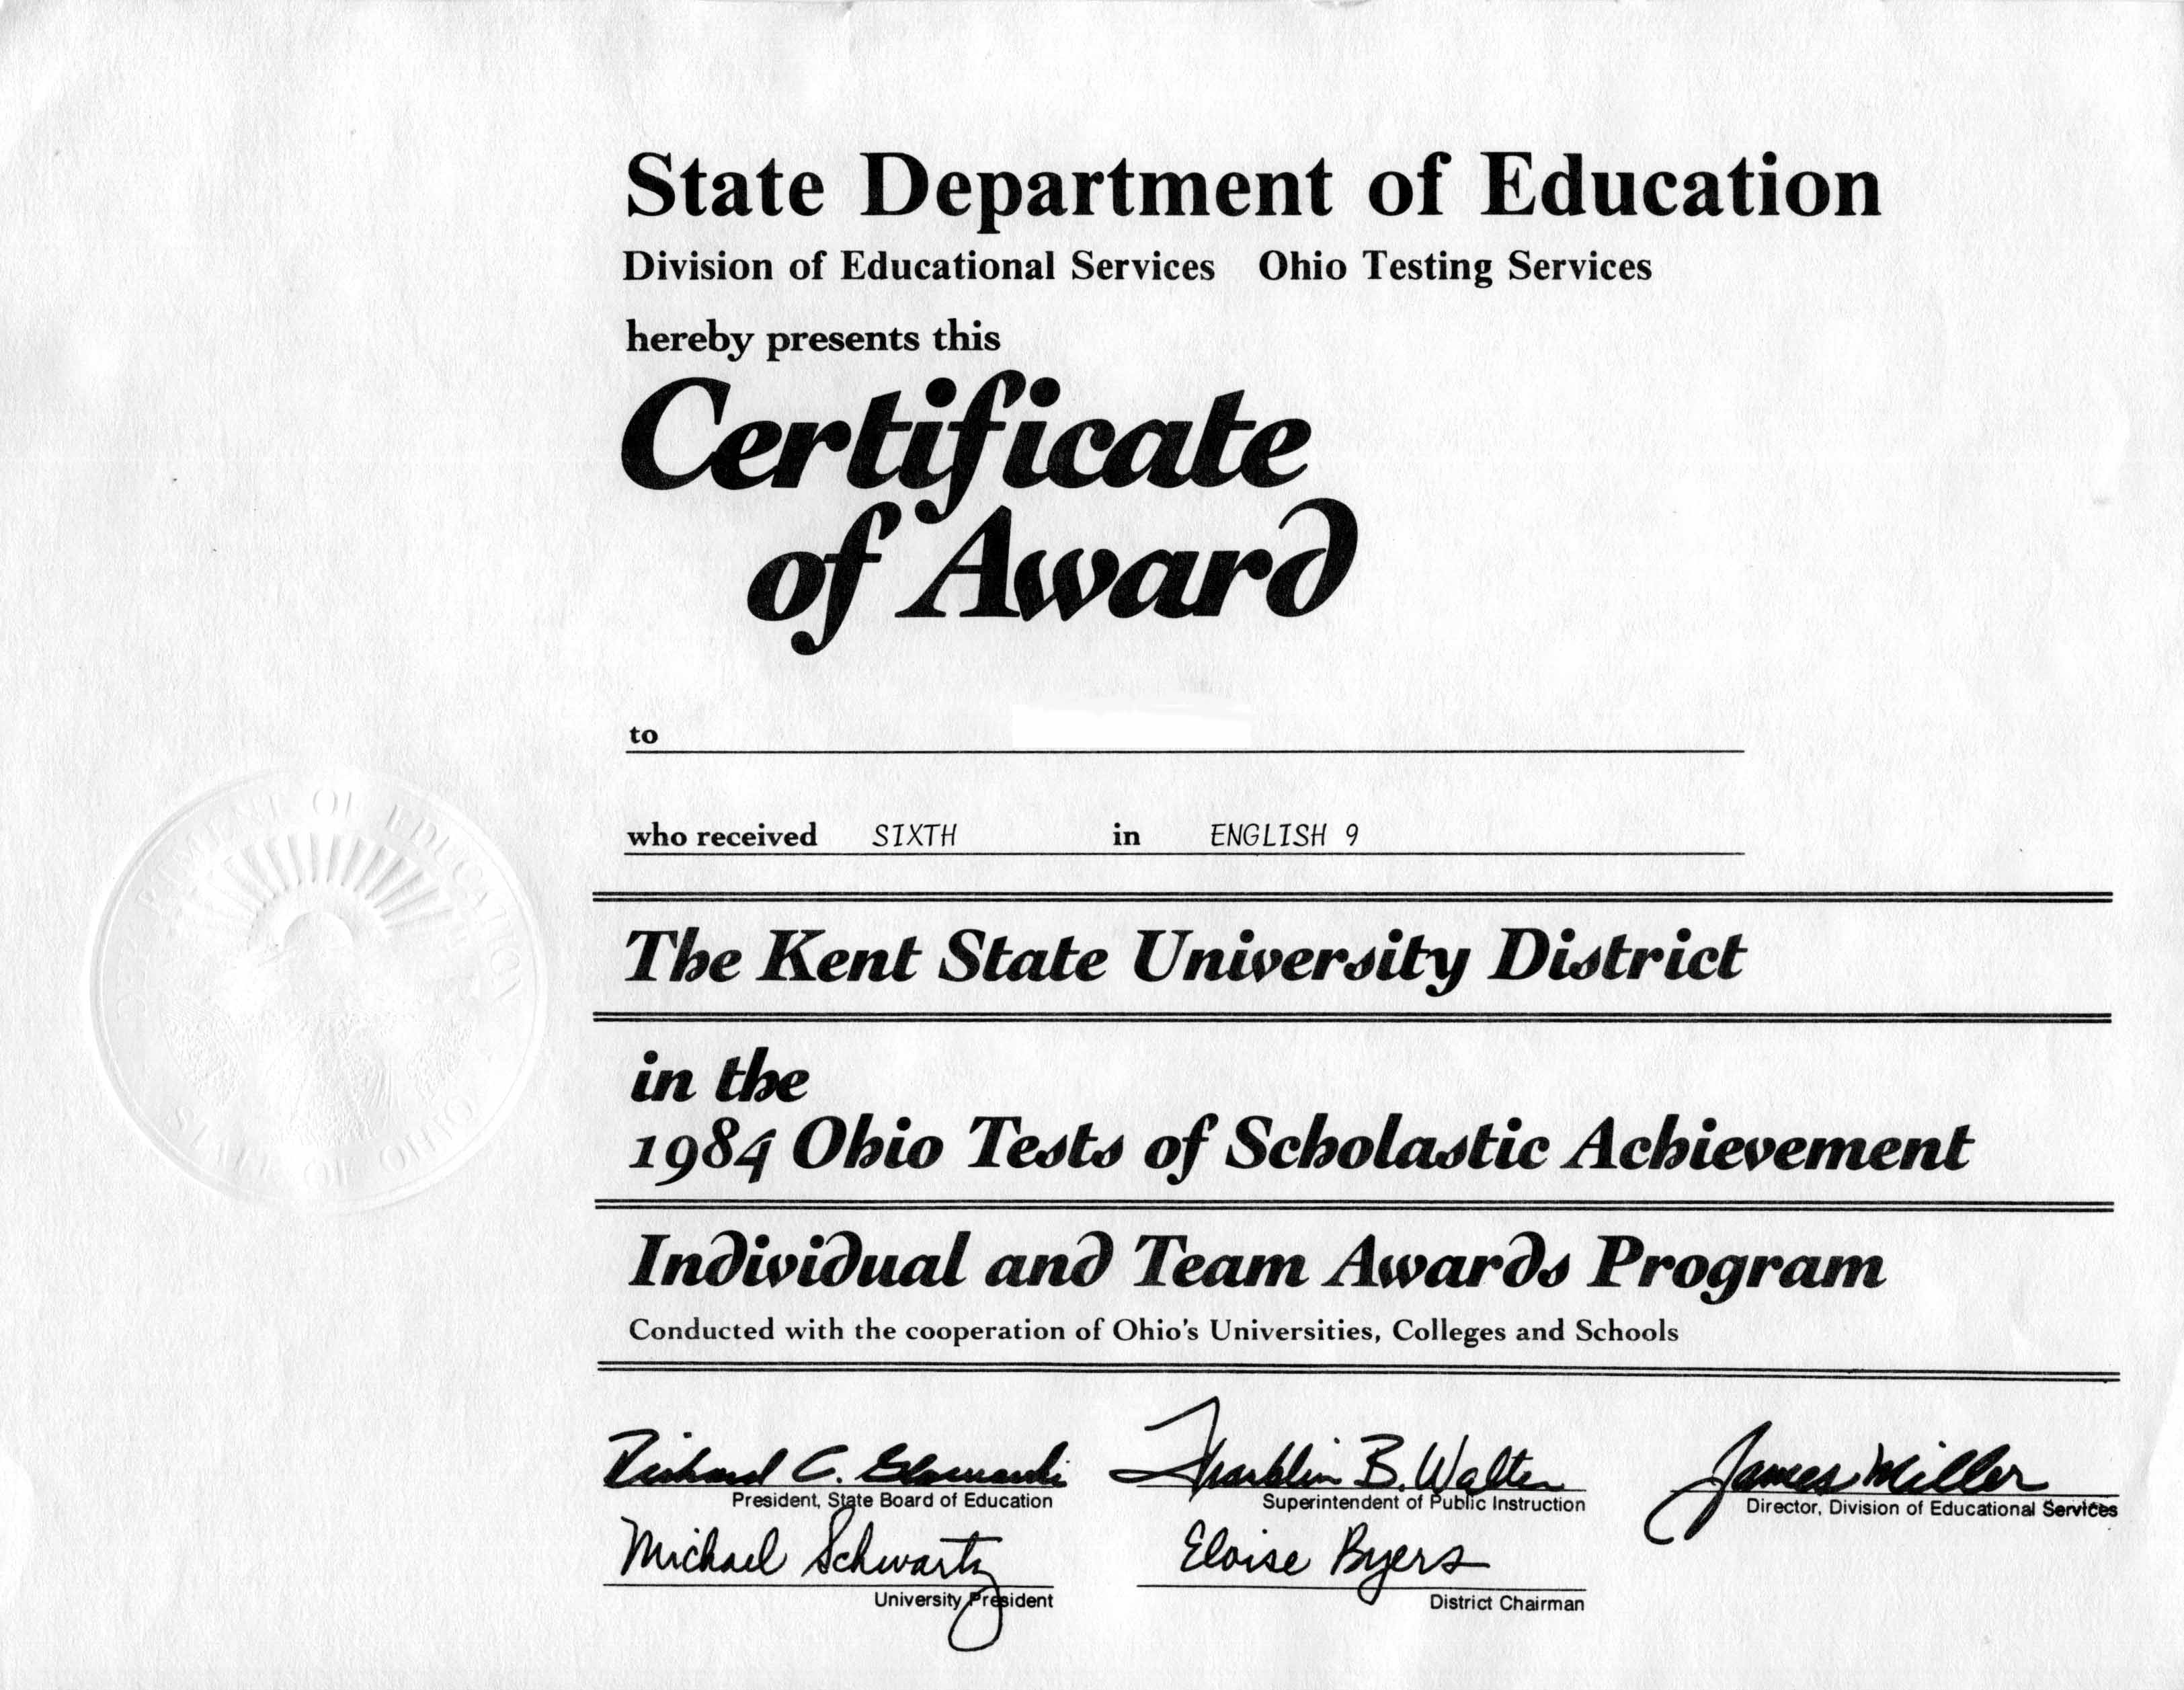 State Department of Education
Division of Educational Services Ohio Testing Services
hereby presents this
Certificate
of Award
to
who received SIXTH in ENGLISH 9
The Kent State University District
in the
1984 Ohio Tests of Scholastic Achievement
Individual and Team Awards Program
Conducted with the cooperation of Ohio's Universities, Colleges and Schools
Richard C. Franklin B. Walter James Miller
President, State Board of Education Superintendent of Public Instruction Director, Division of Educational Services
Michael Schwartz Eloise Byers
University President District Chairman
OF EDUCATION
STATE OF OHIO